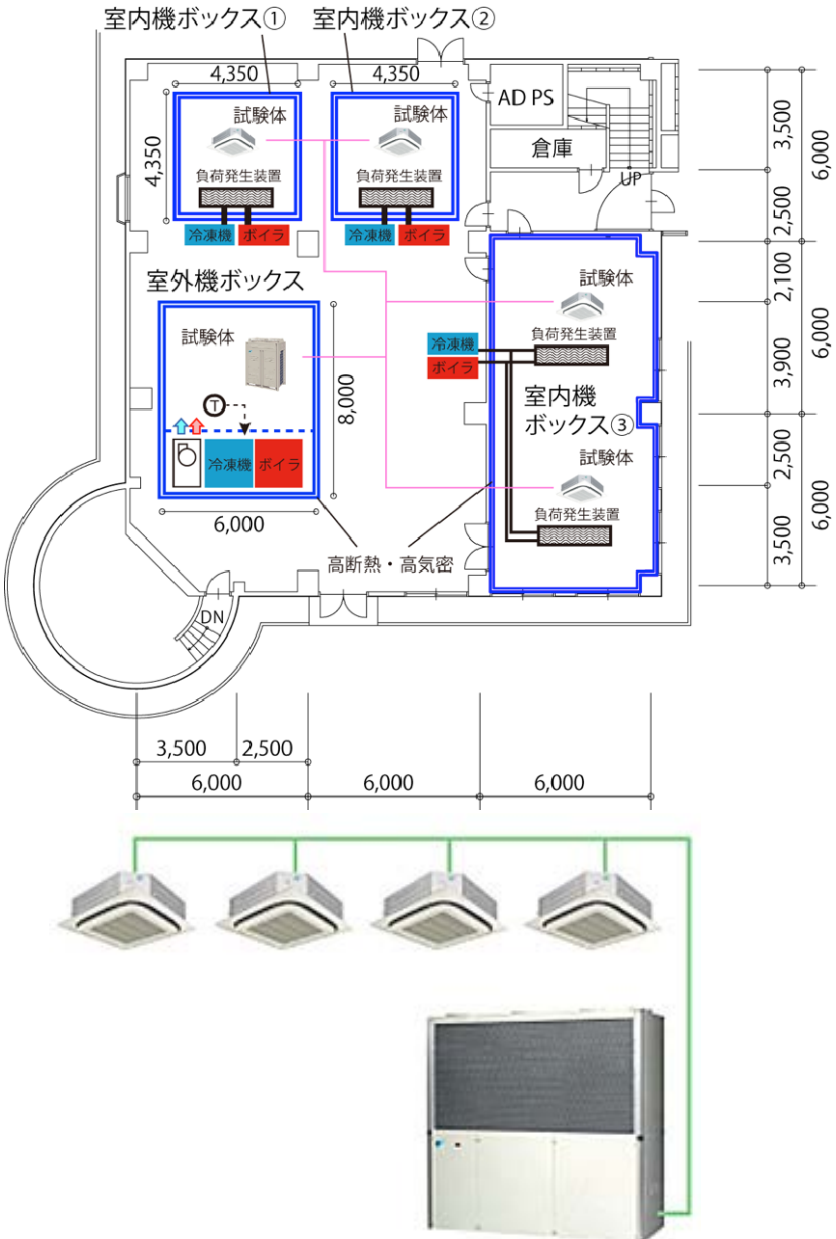 室内機ボックス①
室内機ボックス②
4,350
4,350
4,350
試験体
試験体
負荷発生装置
負荷発生装置
冷凍機
ボイラ
冷凍機
ボイラ
AD PS
倉庫
UP
3,500
6,000
2,500
室外機ボックス
試験体
T
8,000
冷凍機
ボイラ
6,000
試験体
負荷発生装置
冷凍機
ボイラ
室内機
ボックス③
試験体
負荷発生装置
2,100
6,000
3,900
2,500
6,000
3,500
高断熱・高気密
DN
3,500
2,500
6,000
6,000
6,000